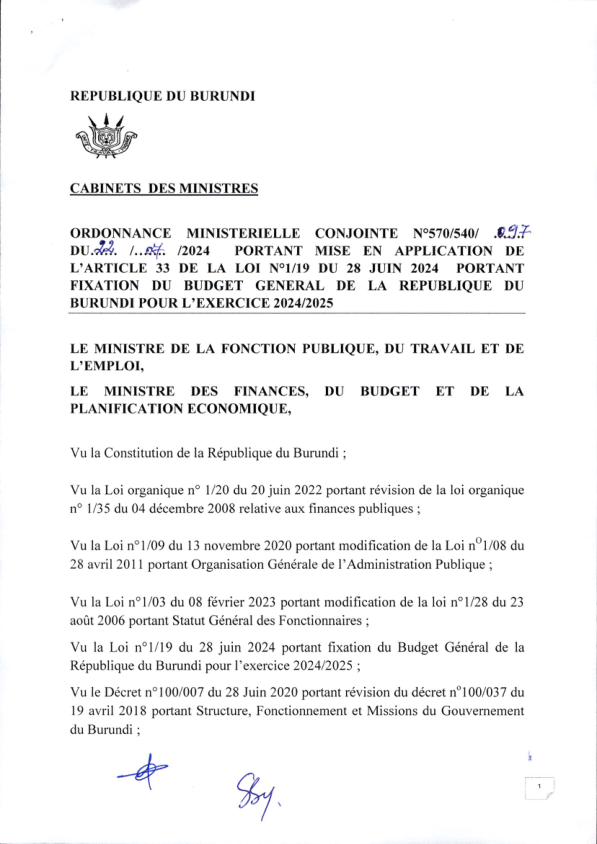 REPUBLIQUE DU BURUNDI
CABINETS DES MINISTRES
ORDONNANCE MINISTERIELLE CONJOINTE N°570/540/ .097
DU.22. /..07. /2024 PORTANT MISE EN APPLICATION DE
L'ARTICLE 33 DE LA LOI N°1/19 DU 28 JUIN 2024 PORTANT
FIXATION DU BUDGET GENERAL DE LA REPUBLIQUE DU
BURUNDI POUR L'EXERCICE 2024/2025
LE MINISTRE DE LA FONCTION PUBLIQUE, DU TRAVAIL ET DE
L'EMPLOI,
LE MINISTRE DES FINANCES, DU BUDGET ET DE LA
PLANIFICATION ECONOMIQUE,
Vu la Constitution de la République du Burundi ;
Vu la Loi organique n° 1/20 du 20 juin 2022 portant révision de la loi organique
n° 1/35 du 04 décembre 2008 relative aux finances publiques ;
Vu la Loi n°1/09 du 13 novembre 2020 portant modification de la Loi n°1/08 du
28 avril 2011 portant Organisation Générale de l'Administration Publique ;
Vu la Loi n°1/03 du 08 février 2023 portant modification de la loi n°1/28 du 23
août 2006 portant Statut Général des Fonctionnaires ;
Vu la Loi n°1/19 du 28 juin 2024 portant fixation du Budget Général de la
République du Burundi pour l'exercice 2024/2025 ;
Vu le Décret n°100/007 du 28 Juin 2020 portant révision du décret n°100/037 du
19 avril 2018 portant Structure, Fonctionnement et Missions du Gouvernement
du Burundi ;
1